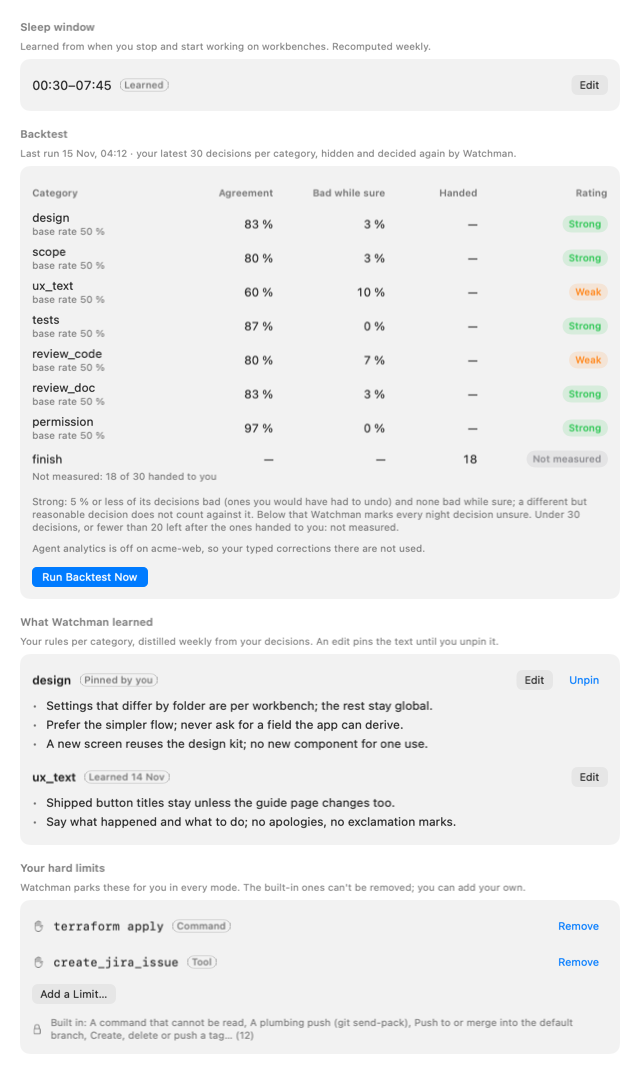 Sleep window
Learned from when you stop and start working on workbenches. Recomputed weekly.
00:30–07:45 Learned Edit
Backtest
Last run 15 Nov, 04:12 · your latest 30 decisions per category, hidden and decided again by Watchman.
Category Agreement Bad while sure Handed Rating
design 83 % 3 % — Strong
base rate 50 %
scope 80 % 3 % — Strong
base rate 50 %
ux_text 60 % 10 % — Weak
base rate 50 %
tests 87 % 0 % — Strong
base rate 50 %
review_code 80 % 7 % — Weak
base rate 50 %
review_doc 83 % 3 % — Strong
base rate 50 %
permission 97 % 0 % — Strong
base rate 50 %
finish — — 18 Not measured
Not measured: 18 of 30 handed to you
Strong: 5 % or less of its decisions bad (ones you would have had to undo) and none bad while sure; a different but
reasonable decision does not count against it. Below that Watchman marks every night decision unsure. Under 30
decisions, or fewer than 20 left after the ones handed to you: not measured.
Agent analytics is off on acme-web, so your typed corrections there are not used.
Run Backtest Now
What Watchman learned
Your rules per category, distilled weekly from your decisions. An edit pins the text until you unpin it.
design Pinned by you Edit Unpin
· Settings that differ by folder are per workbench; the rest stay global.
· Prefer the simpler flow; never ask for a field the app can derive.
· A new screen reuses the design kit; no new component for one use.
ux_text Learned 14 Nov Edit
· Shipped button titles stay unless the guide page changes too.
· Say what happened and what to do; no apologies, no exclamation marks.
Your hard limits
Watchman parks these for you in every mode. The built-in ones can't be removed; you can add your own.
terraform apply Command Remove
create_jira_issue Tool Remove
Add a Limit...
Built in: A command that cannot be read, A plumbing push (git send-pack), Push to or merge into the default
branch, Create, delete or push a tag… (12)